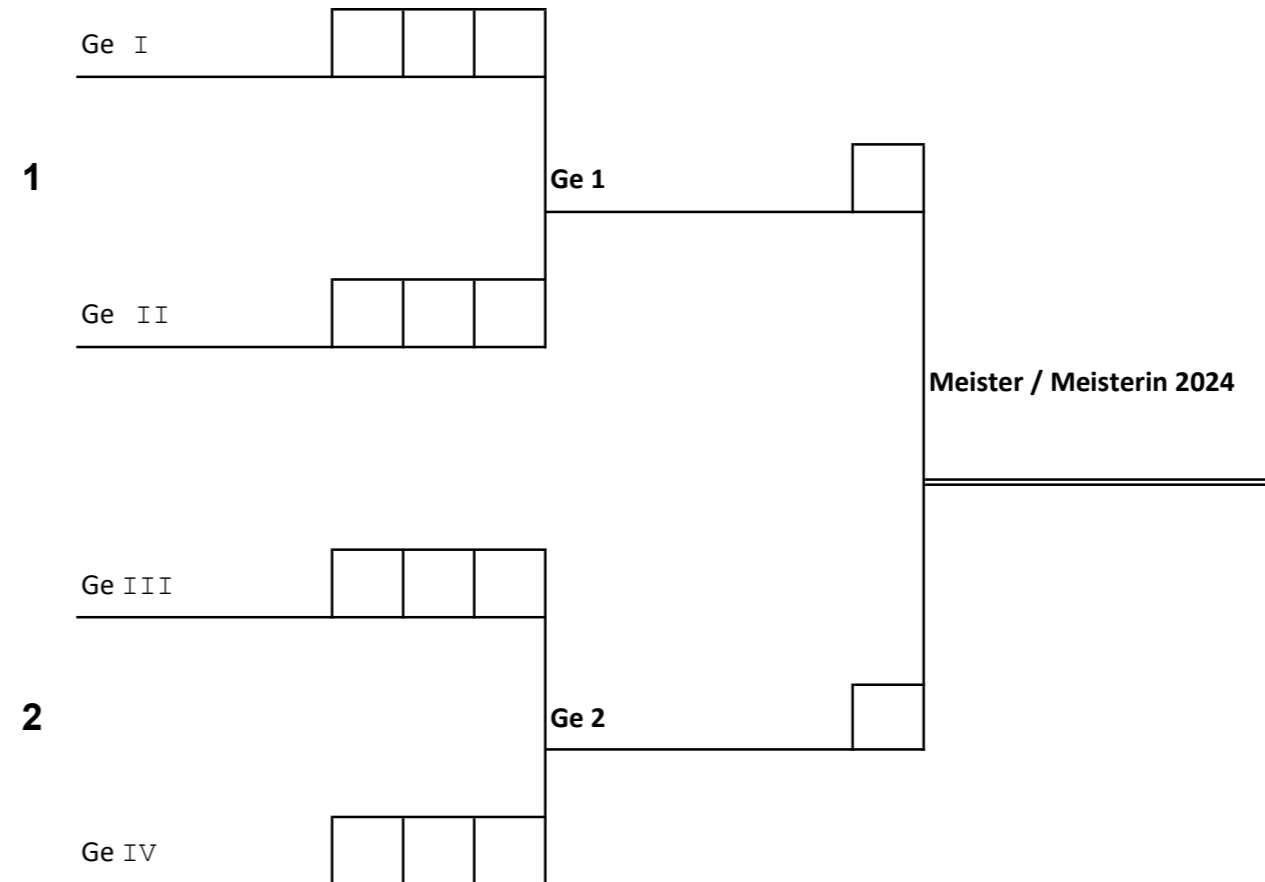 Ge I
1
Ge 1
Ge II
Meister / Meisterin 2024
Ge III
2
Ge 2
Ge IV